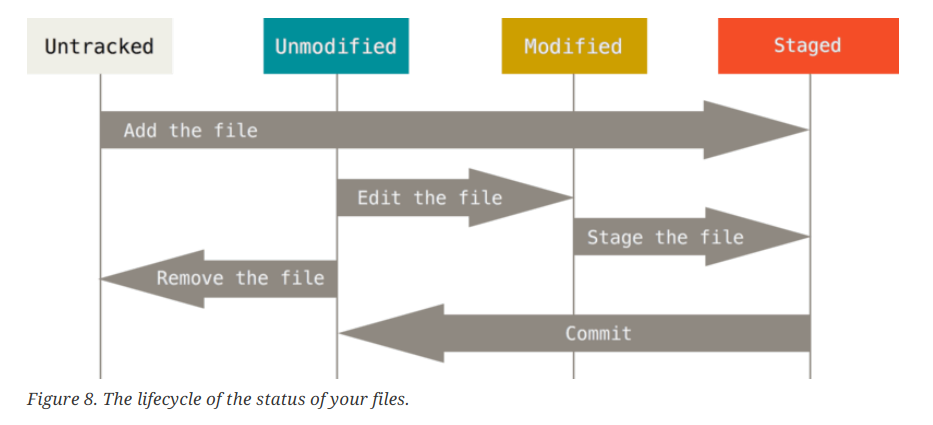 Untracked
Unmodified
Modified
Staged
Add the file
Edit the file
Stage the file
Remove the file
Commit
Figure 8. The lifecycle of the status of your files.